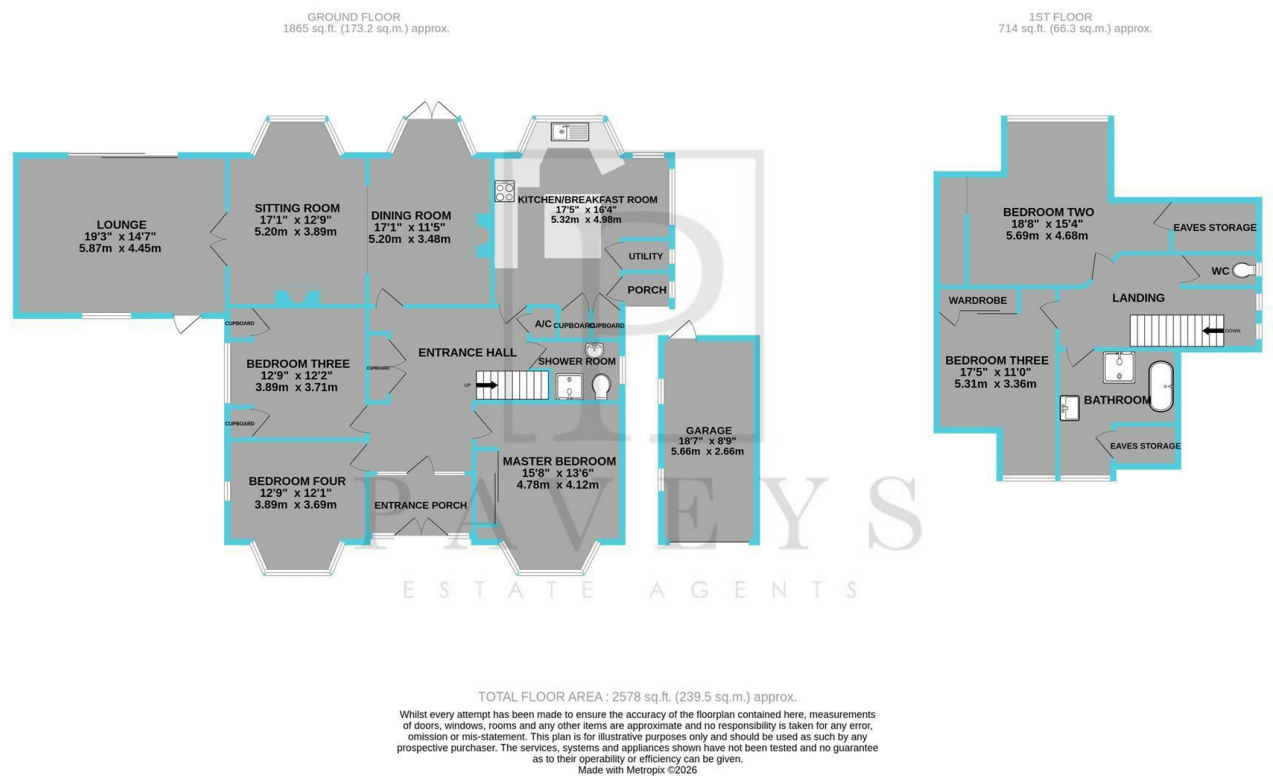 GROUND FLOOR
1865 sq.ft. (173.2 sq.m.) approx.
1ST FLOOR
714 sq.ft. (66.3 sq.m.) approx.
LOUNGE
19'3" x 14'7"
5.87m x 4.45m
SITTING ROOM
17'1" x 12'9"
5.20m x 3.89m
DINING ROOM
17'1" x 11'5"
5.20m x 3.48m
KITCHEN/BREAKFAST ROOM
17'5" x 16'4"
5.32m x 4.98m
UTILITY
PORCH
A/C
CUPBOARD
CUPBOARD
CUPBOARD
BEDROOM THREE
12'9" x 12'2"
3.89m x 3.71m
CUPBOARD
CUPBOARD
ENTRANCE HALL
UP
SHOWER ROOM
BEDROOM FOUR
12'9" x 12'1"
3.89m x 3.69m
ENTRANCE PORCH
MASTER BEDROOM
15'8" x 13'6"
4.78m x 4.12m
GARAGE
18'7" x 8'9"
5.66m x 2.66m
BEDROOM TWO
18'8" x 15'4"
5.69m x 4.68m
EAVES STORAGE
WC
WARDROBE
LANDING
DOWN
BEDROOM THREE
17'5" x 11'0"
5.31m x 3.36m
BATHROOM
EAVES STORAGE
P
PAVEYS
ESTATE AGENTS
TOTAL FLOOR AREA : 2578 sq.ft. (239.5 sq.m.) approx.
Whilst every attempt has been made to ensure the accuracy of the floorplan contained here, measurements
of doors, windows, rooms and any other items are approximate and no responsibility is taken for any error,
omission or mis-statement. This plan is for illustrative purposes only and should be used as such by any
prospective purchaser. The services, systems and appliances shown have not been tested and no guarantee
as to their operability or efficiency can be given.
Made with Metropix ©2026